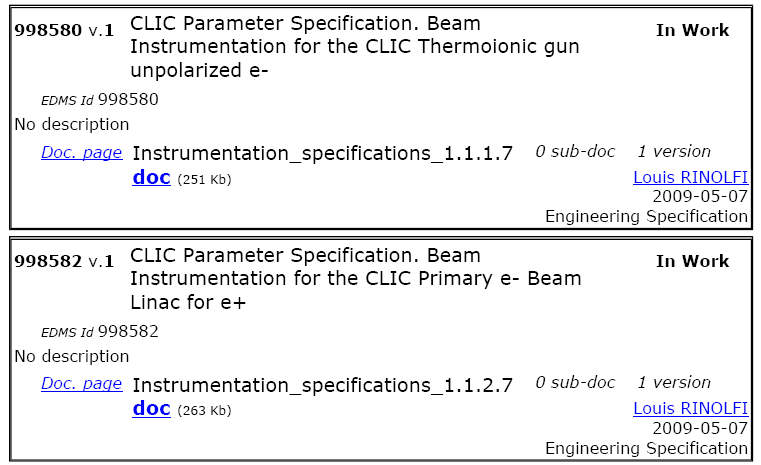 998580 v.1 CLIC Parameter Specification. Beam In Work
Instrumentation for the CLIC Thermoionic gun
unpolarized e-
EDMS Id 998580
No description
Doc. page Instrumentation_specifications_1.1.1.7 0 sub-doc 1 version
doc (251 Kb) Louis RINOLFI
2009-05-07
Engineering Specification
998582 v.1 CLIC Parameter Specification. Beam In Work
Instrumentation for the CLIC Primary e- Beam
Linac for e+
EDMS Id 998582
No description
Doc. page Instrumentation_specifications_1.1.2.7 0 sub-doc 1 version
doc (263 Kb) Louis RINOLFI
2009-05-07
Engineering Specification